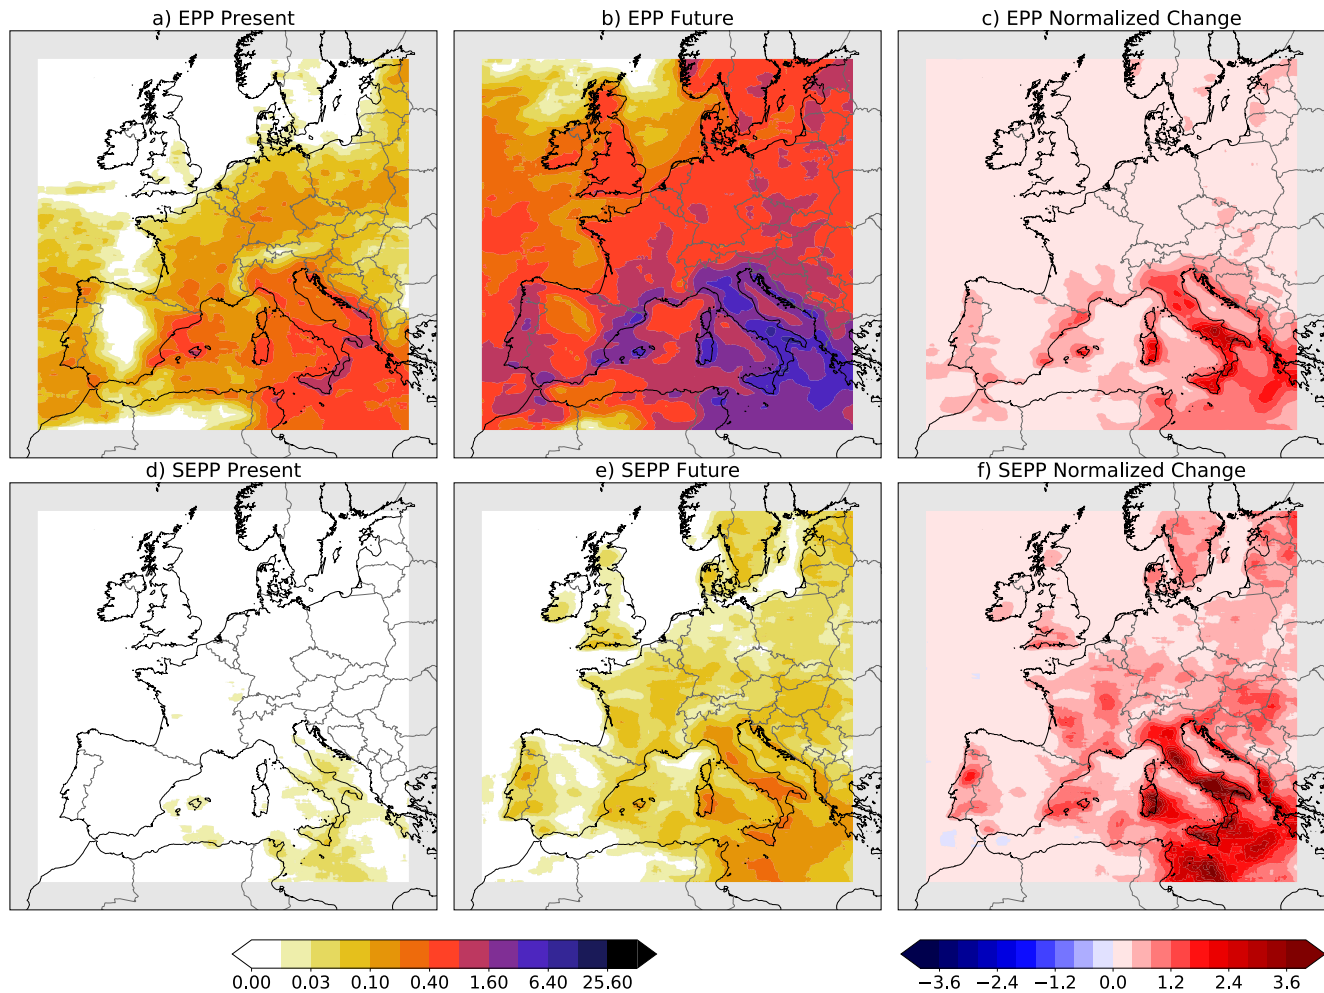 a) EPP Present
b) EPP Future
c) EPP Normalized Change
d) SEPP Present
e) SEPP Future
f) SEPP Normalized Change
0.00 0.03 0.10 0.40 1.60 6.40 25.60
−3.6 −2.4 −1.2 0.0 1.2 2.4 3.6